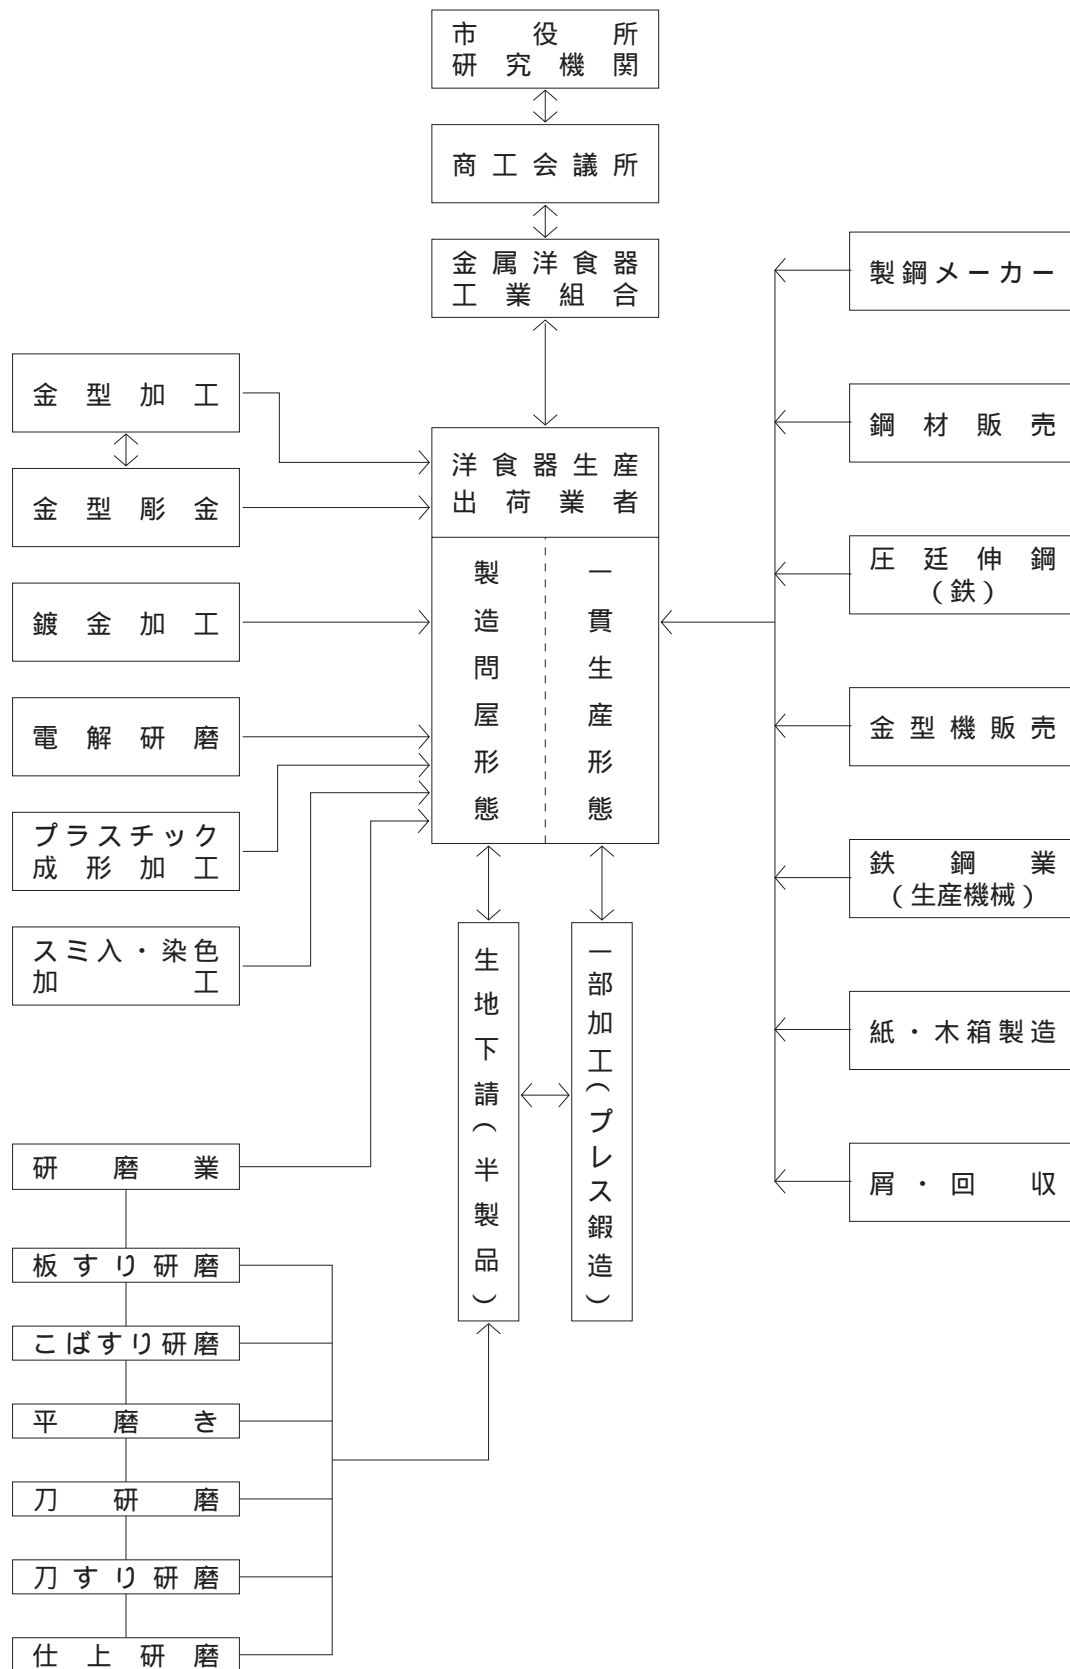 市役所
研究機関
商工会議所
金属洋食器
工業組合
洋食器生産
出荷業者
製造問屋形態
一貫生産形態
生地下請(半製品)
一部加工(プレス鍛造)
金型加工
金型彫金
鍍金加工
電解研磨
プラスチック
成形加工
スミ入・染色
加工
研磨業
板すり研磨
こばすり研磨
平磨き
刀研磨
刀すり研磨
仕上研磨
製鋼メーカー
鋼材販売
圧延伸鋼
(鉄)
金型機販売
鉄鋼業
(生産機械)
紙・木箱製造
屑・回収